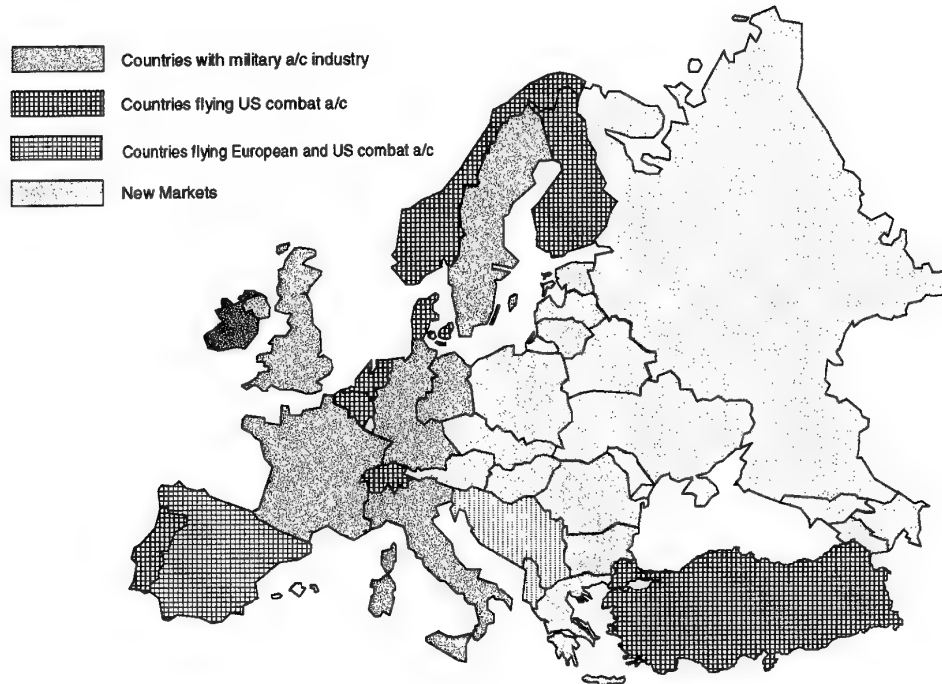 Countries with military a/c industry
Countries flying US combat a/c
Countries flying European and US combat a/c
New Markets